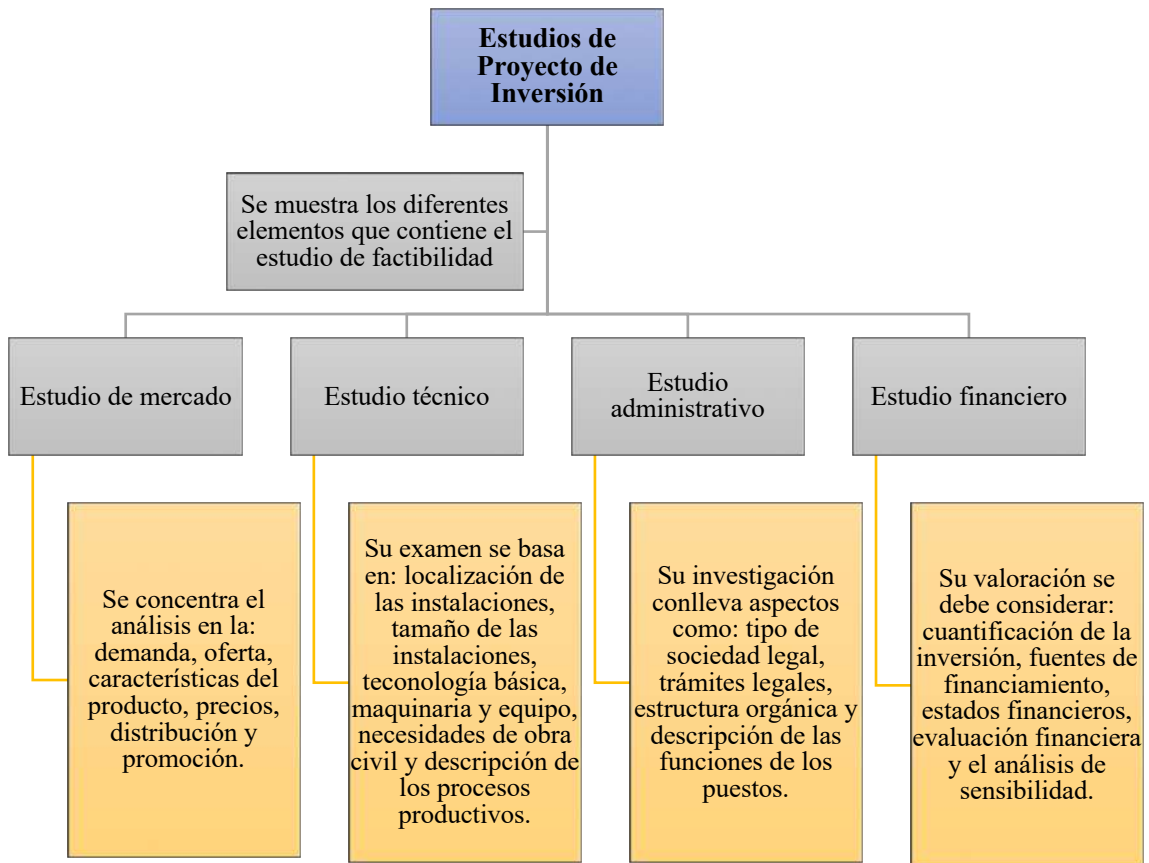 Estudios de
Proyecto de
Inversión
Se muestra los diferentes
elementos que contiene el
estudio de factibilidad
Estudio de mercado
Estudio técnico
Estudio
administrativo
Estudio financiero
Se concentra el
análisis en la:
demanda, oferta,
características del
producto, precios,
distribución y
promoción.
Su examen se basa
en: localización de
las instalaciones,
tamaño de las
instalaciones,
teconología básica,
maquinaria y equipo,
necesidades de obra
civil y descripción de
los procesos
productivos.
Su investigación
conlleva aspectos
como: tipo de
sociedad legal,
trámites legales,
estructura orgánica y
descripción de las
funciones de los
puestos.
Su valoración se
debe considerar:
cuantificación de la
inversión, fuentes de
financiamiento,
estados financieros,
evaluación financiera
y el análisis de
sensibilidad.